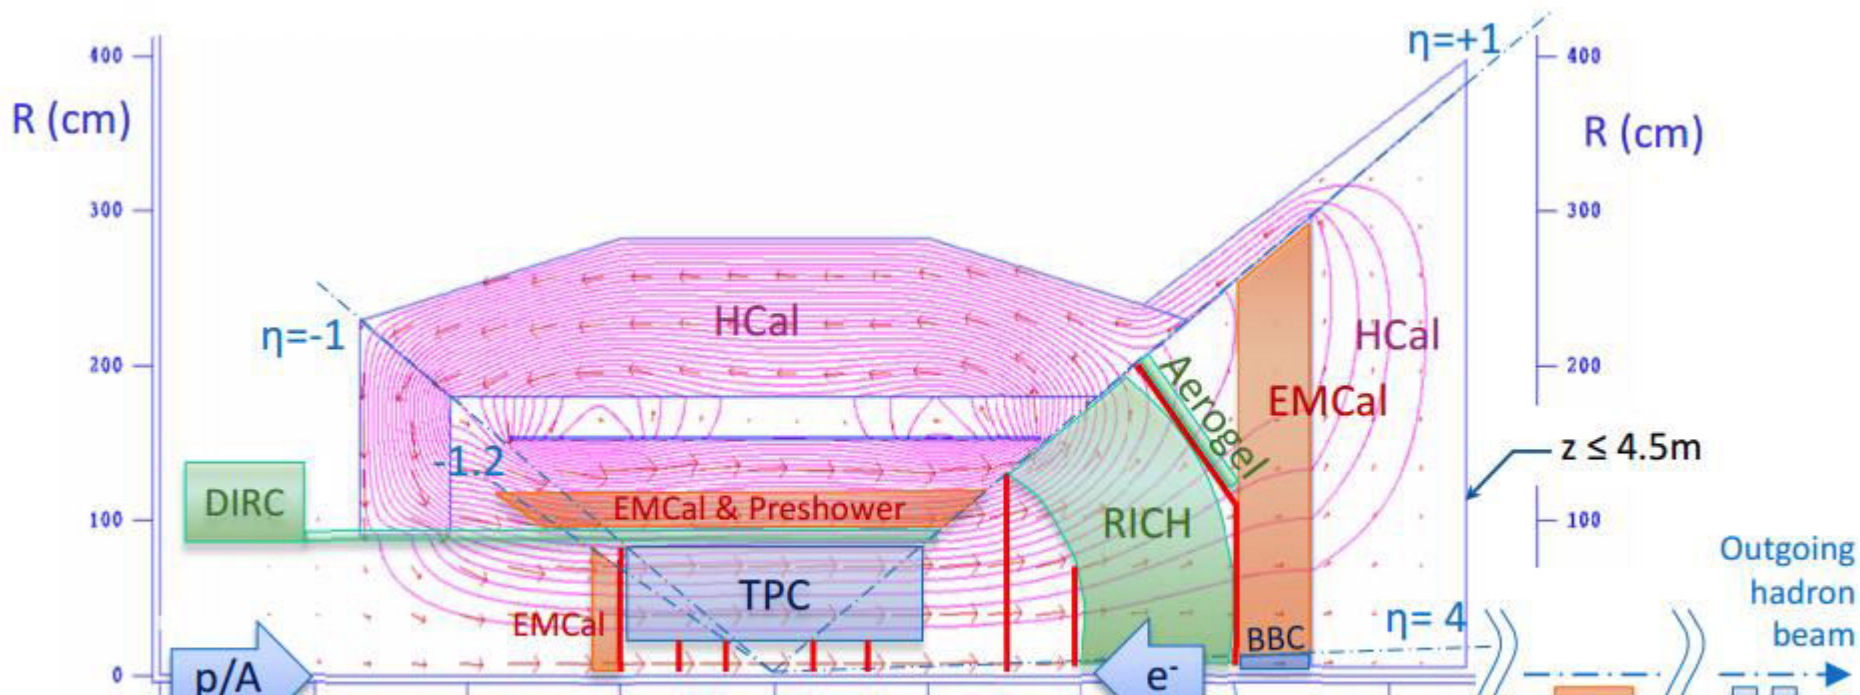 η=+1
400
400
R (cm)
R (cm)
300
300
HCal
η=-1
HCal
200
200
Aerogel
EMCal
z ≤ 4.5m
-1.2
DIRC
EMCal & Preshower
RICH
100
100
Outgoing
hadron
beam
TPC
EMCal
η= 4
BBC
0
p/A
e-